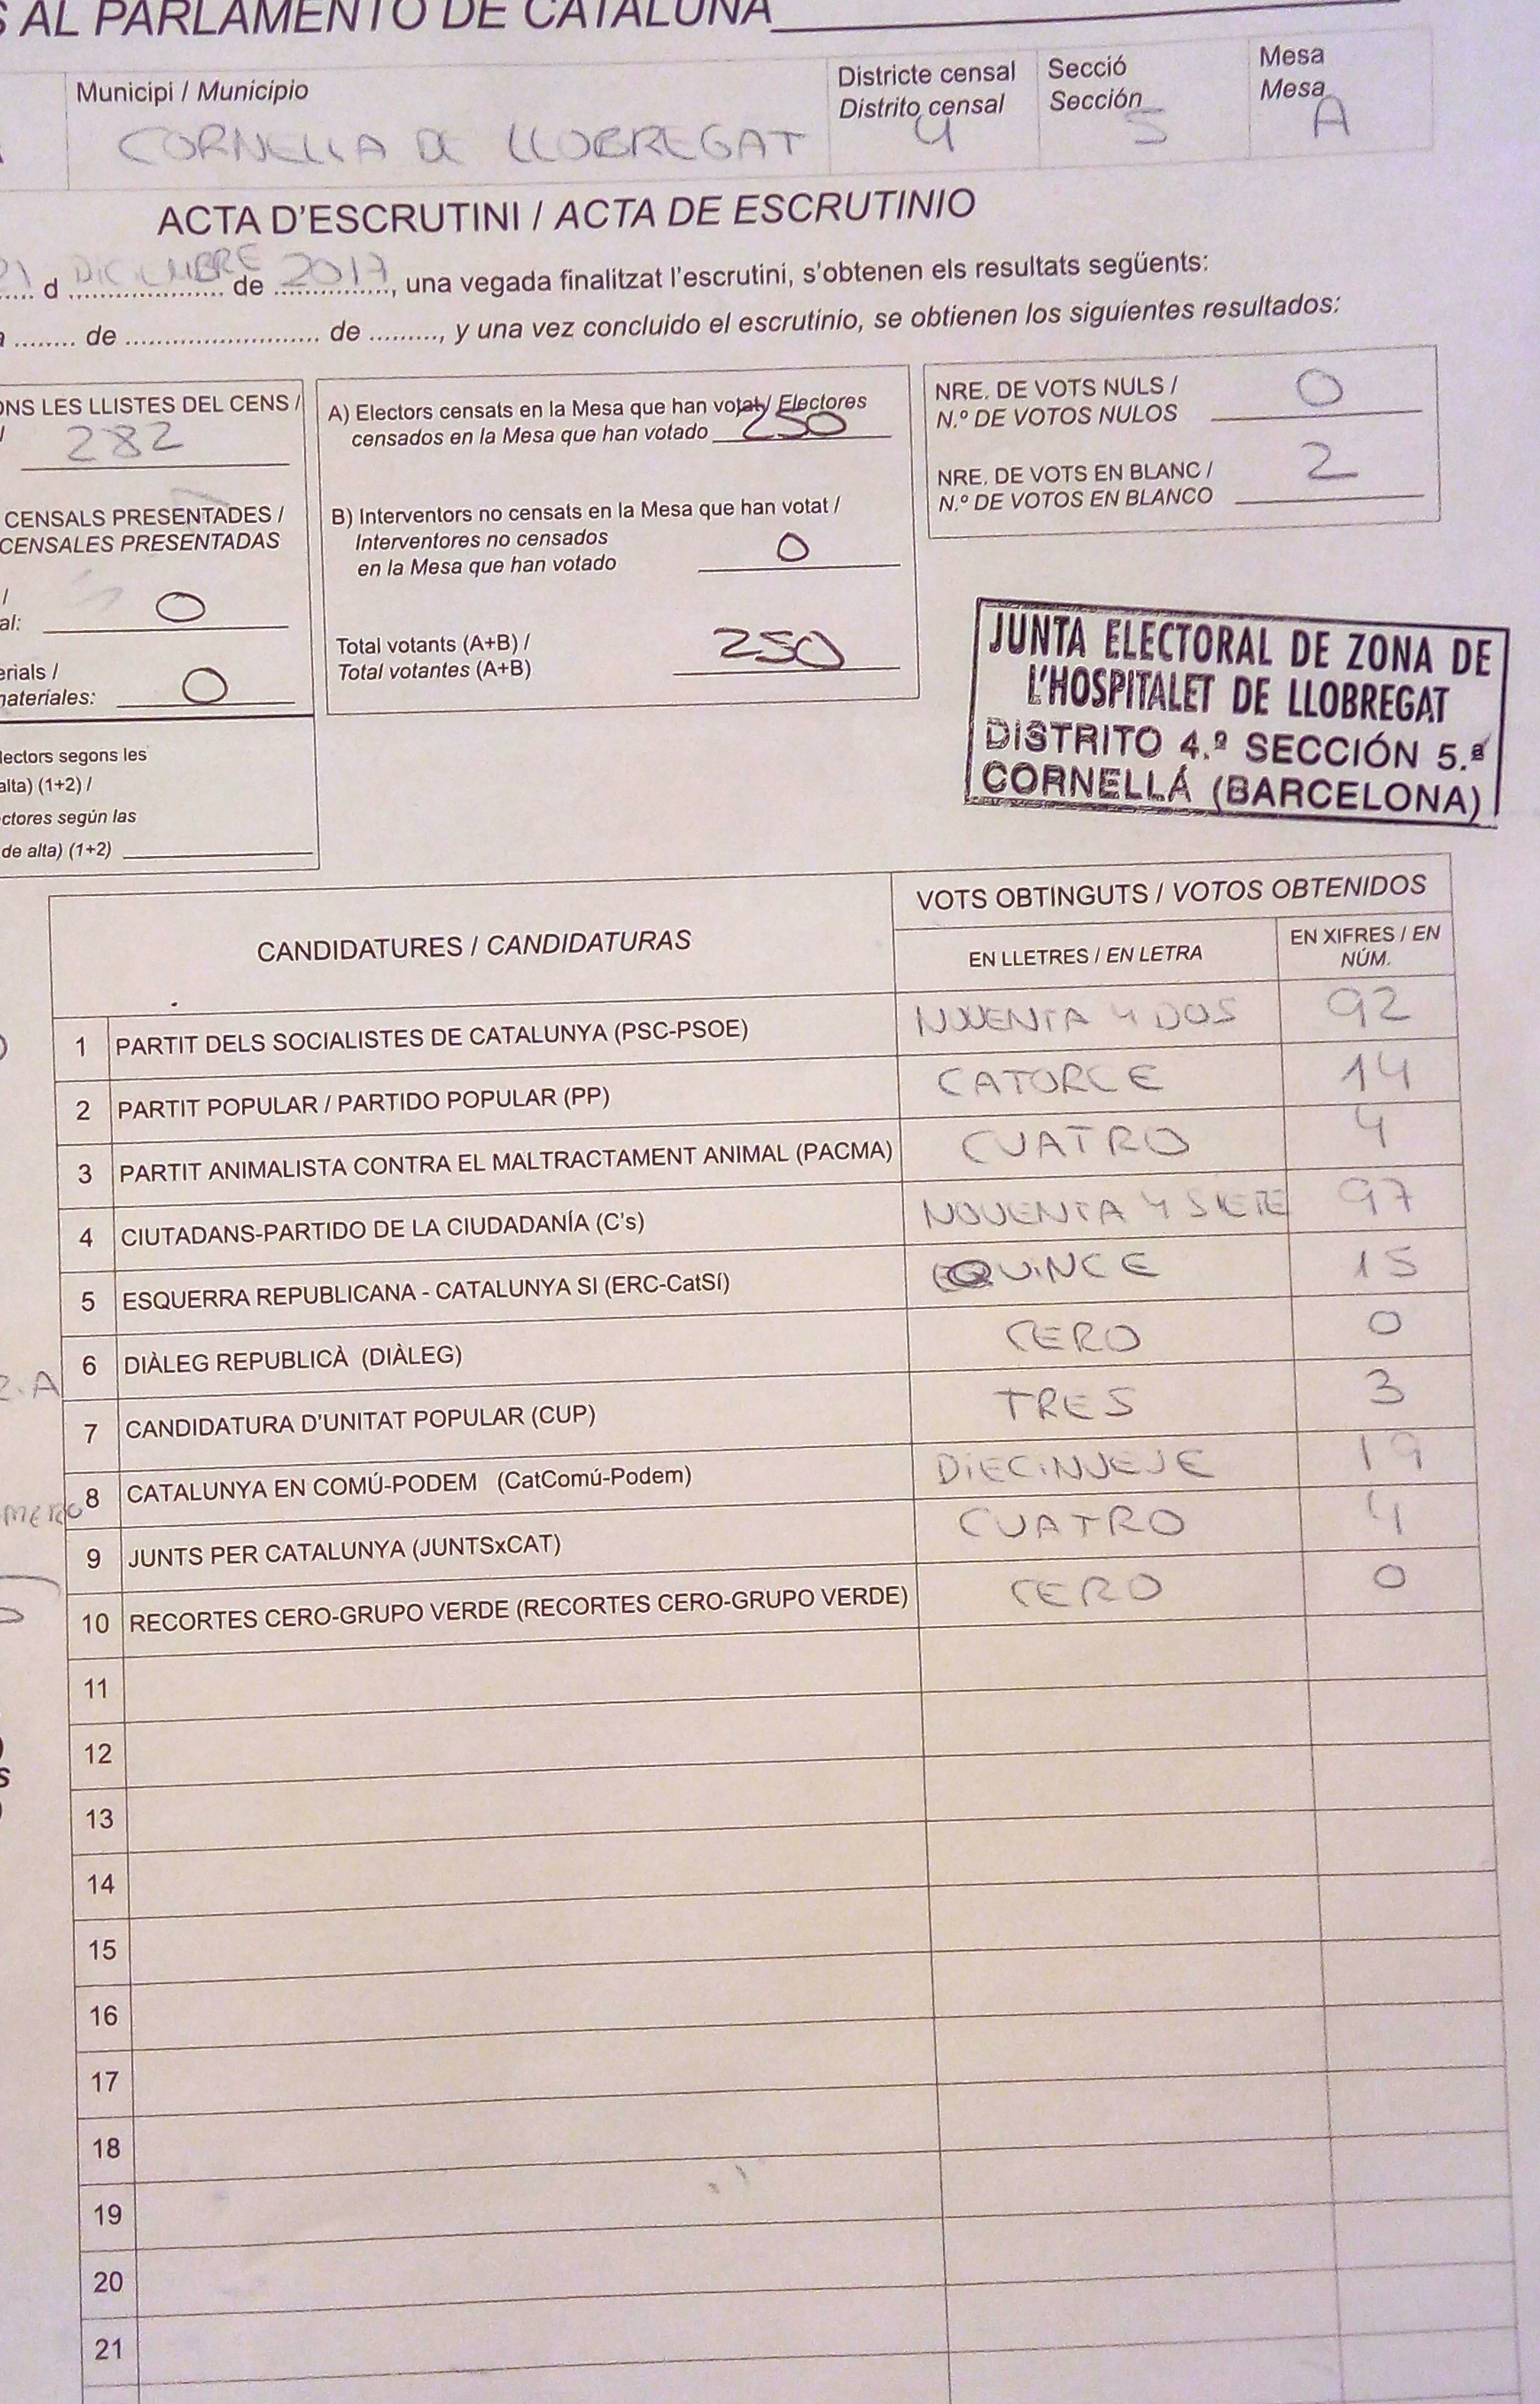 AL PARLAMENTO DE CATALUÑA
Municipi / Municipio
Districte censal
Distrito censal
Secció
Sección
Mesa
Mesa
CORNELLA DE LLOBREGAT
4
5
A
ACTA D'ESCRUTINI / ACTA DE ESCRUTINIO
21 d DICIEMBRE de 2017, una vegada finalitzat l'escrutini, s'obtenen els resultats següents:
de de , y una vez concluido el escrutinio, se obtienen los siguientes resultados:
LES LLISTES DEL CENS /
282
CENSALS PRESENTADES /
CENSALES PRESENTADAS
0
materiales: 0
segons les
alta) (1+2) /
según las
de alta) (1+2)
A) Electors censats en la Mesa que han votat / Electores
censados en la Mesa que han votado 250
B) Interventors no censats en la Mesa que han votat /
Interventores no censados
en la Mesa que han votado 0
Total votants (A+B) /
Total votantes (A+B) 250
NRE. DE VOTS NULS /
N.º DE VOTOS NULOS 0
NRE. DE VOTS EN BLANC /
N.º DE VOTOS EN BLANCO 2
JUNTA ELECTORAL DE ZONA DE
L'HOSPITALET DE LLOBREGAT
DISTRITO 4.º SECCIÓN 5.ª
CORNELLÁ (BARCELONA)
CANDIDATURES / CANDIDATURAS
VOTS OBTINGUTS / VOTOS OBTENIDOS
EN LLETRES / EN LETRA
EN XIFRES / EN
NÚM.
1 PARTIT DELS SOCIALISTES DE CATALUNYA (PSC-PSOE) NOVENTA Y DOS 92
2 PARTIT POPULAR / PARTIDO POPULAR (PP) CATORCE 14
3 PARTIT ANIMALISTA CONTRA EL MALTRACTAMENT ANIMAL (PACMA) CUATRO 4
4 CIUTADANS-PARTIDO DE LA CIUDADANÍA (C's) NOVENTA Y SIETE 97
5 ESQUERRA REPUBLICANA - CATALUNYA SI (ERC-CatSí) QUINCE 15
6 DIÀLEG REPUBLICÀ (DIÀLEG) CERO 0
7 CANDIDATURA D'UNITAT POPULAR (CUP) TRES 3
8 CATALUNYA EN COMÚ-PODEM (CatComú-Podem) DIECINUEVE 19
9 JUNTS PER CATALUNYA (JUNTSxCAT) CUATRO 4
10 RECORTES CERO-GRUPO VERDE (RECORTES CERO-GRUPO VERDE) CERO 0
11
12
13
14
15
16
17
18
19
20
21